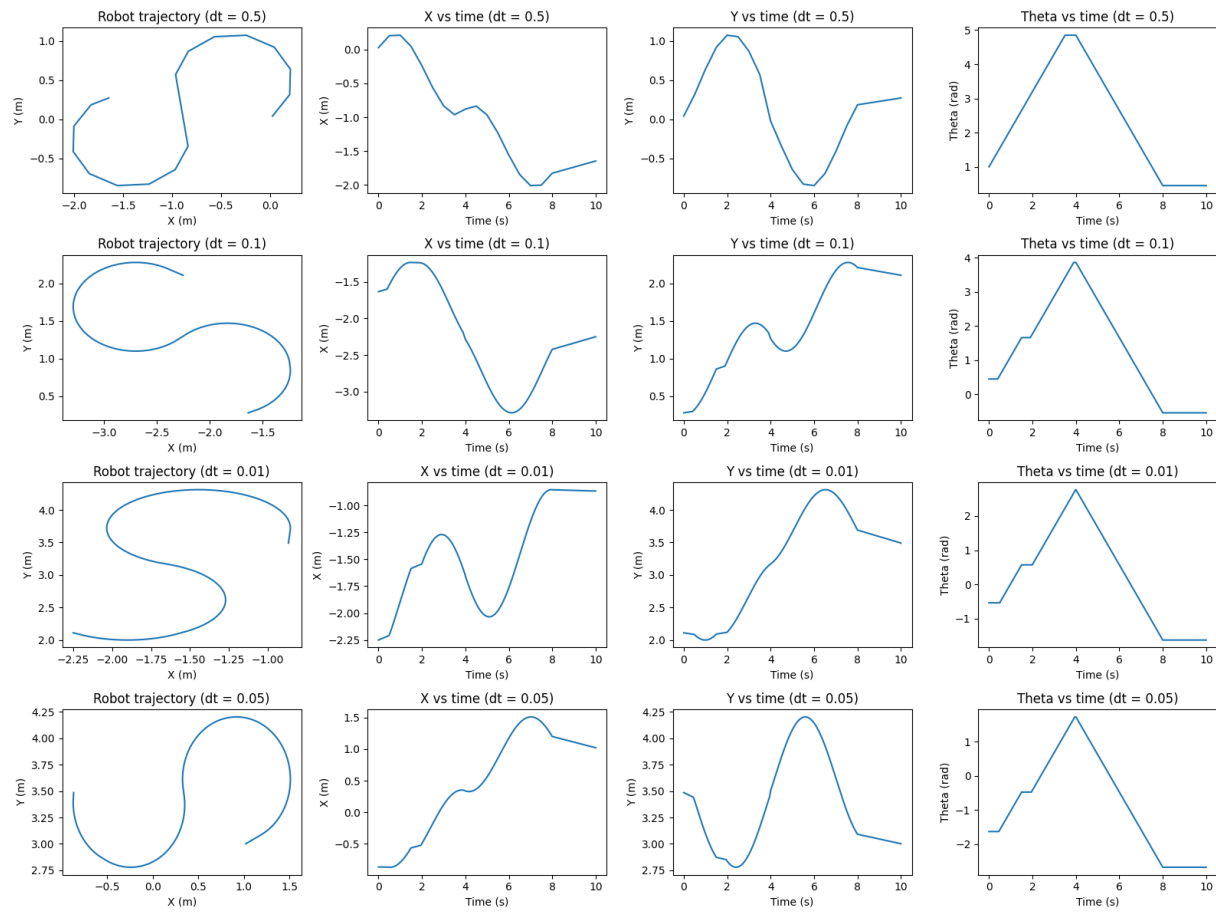 Robot trajectory (dt = 0.5)
Y (m)
1.0
0.5
0.0
−0.5
−2.0 −1.5 −1.0 −0.5 0.0
X (m)
X vs time (dt = 0.5)
X (m)
0.0
−0.5
−1.0
−1.5
−2.0
0 2 4 6 8 10
Time (s)
Y vs time (dt = 0.5)
Y (m)
1.0
0.5
0.0
−0.5
0 2 4 6 8 10
Time (s)
Theta vs time (dt = 0.5)
Theta (rad)
5
4
3
2
1
0 2 4 6 8 10
Time (s)
Robot trajectory (dt = 0.1)
Y (m)
2.0
1.5
1.0
0.5
−3.0 −2.5 −2.0 −1.5
X (m)
X vs time (dt = 0.1)
X (m)
−1.5
−2.0
−2.5
−3.0
0 2 4 6 8 10
Time (s)
Y vs time (dt = 0.1)
Y (m)
2.0
1.5
1.0
0.5
0 2 4 6 8 10
Time (s)
Theta vs time (dt = 0.1)
Theta (rad)
4
3
2
1
0
0 2 4 6 8 10
Time (s)
Robot trajectory (dt = 0.01)
Y (m)
4.0
3.5
3.0
2.5
2.0
−2.25 −2.00 −1.75 −1.50 −1.25 −1.00
X (m)
X vs time (dt = 0.01)
X (m)
−1.00
−1.25
−1.50
−1.75
−2.00
−2.25
0 2 4 6 8 10
Time (s)
Y vs time (dt = 0.01)
Y (m)
4.0
3.5
3.0
2.5
2.0
0 2 4 6 8 10
Time (s)
Theta vs time (dt = 0.01)
Theta (rad)
2
1
0
−1
0 2 4 6 8 10
Time (s)
Robot trajectory (dt = 0.05)
Y (m)
4.25
4.00
3.75
3.50
3.25
3.00
2.75
−0.5 0.0 0.5 1.0 1.5
X (m)
X vs time (dt = 0.05)
X (m)
1.5
1.0
0.5
0.0
−0.5
0 2 4 6 8 10
Time (s)
Y vs time (dt = 0.05)
Y (m)
4.25
4.00
3.75
3.50
3.25
3.00
2.75
0 2 4 6 8 10
Time (s)
Theta vs time (dt = 0.05)
Theta (rad)
1
0
−1
−2
0 2 4 6 8 10
Time (s)